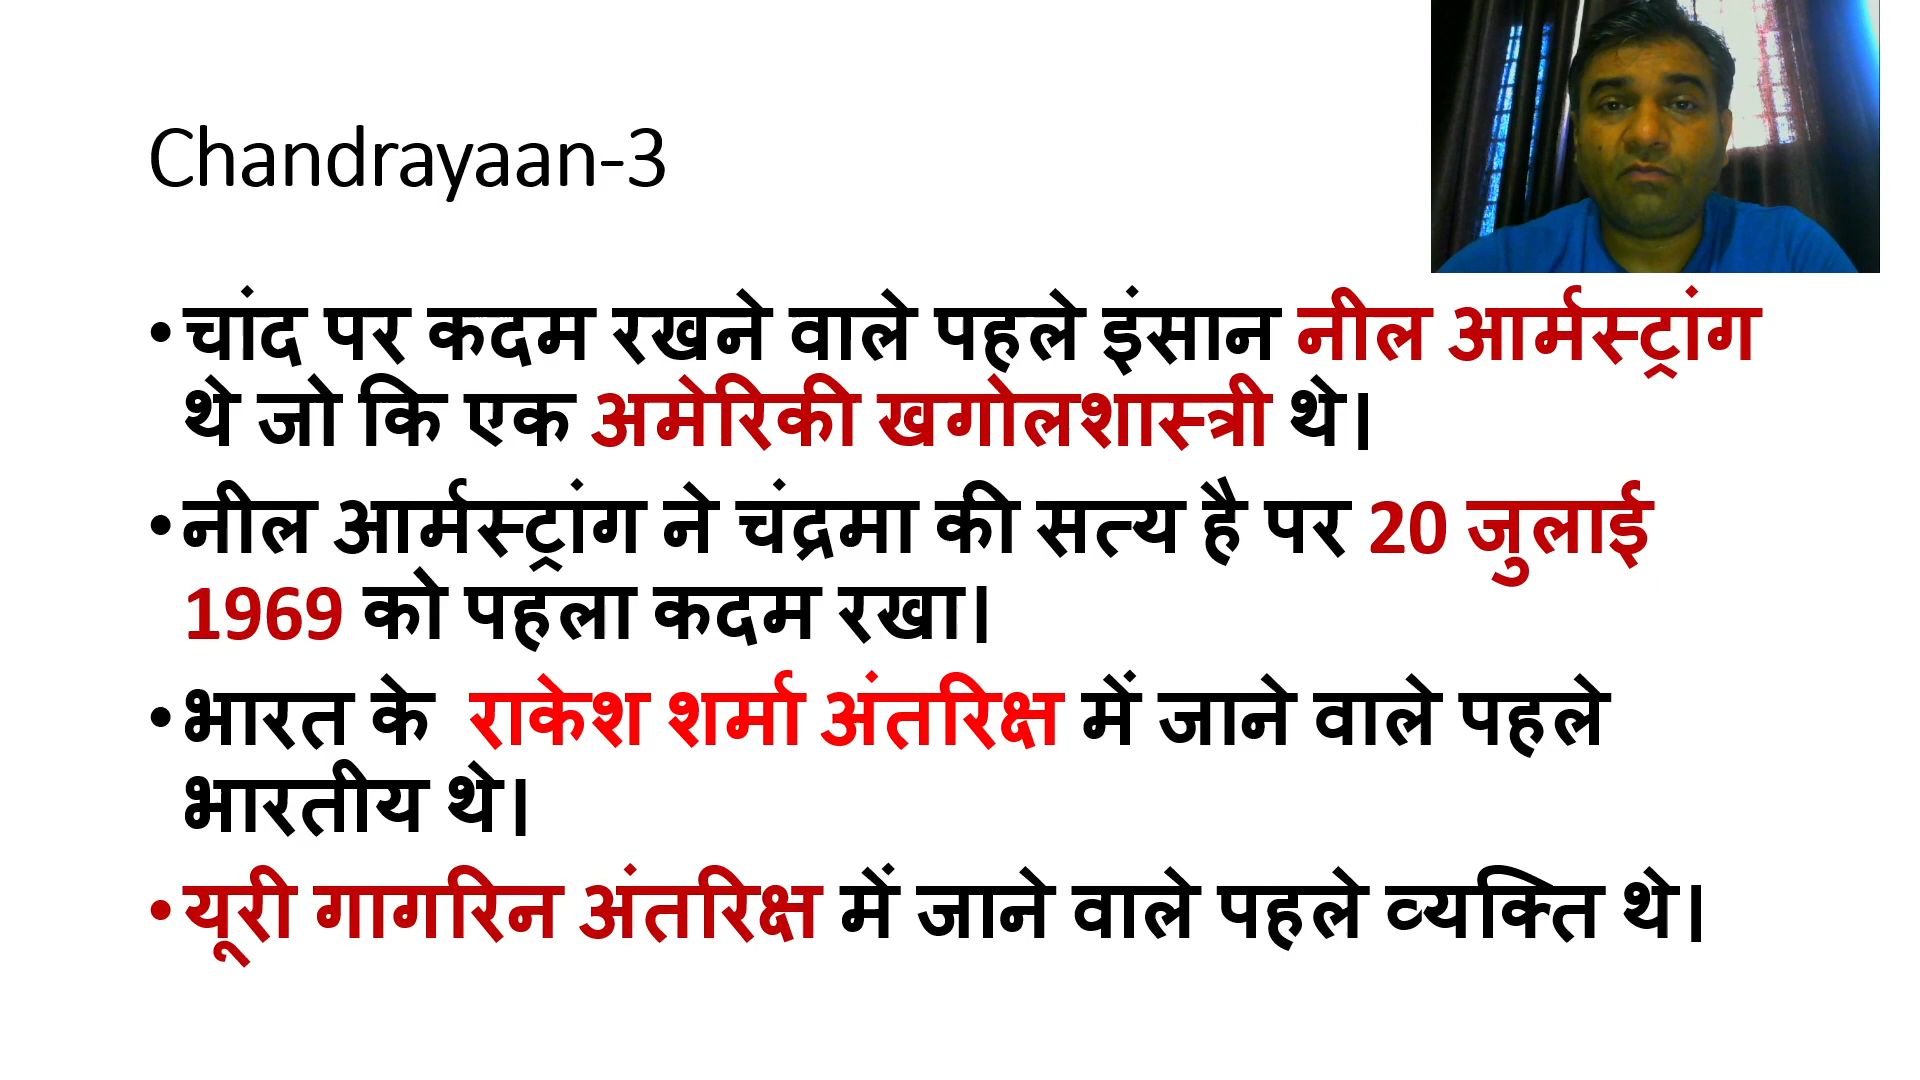 Chandrayaan-3
• चांद पर कदम रखने वाले पहले इंसान नील आर्मस्ट्रांग
थे जो कि एक अमेरिकी खगोलशास्त्री थे।
• नील आर्मस्ट्रांग ने चंद्रमा की सत्य है पर 20 जुलाई
1969 को पहला कदम रखा।
• भारत के राकेश शर्मा अंतरिक्ष में जाने वाले पहले
भारतीय थे।
• यूरी गागरिन अंतरिक्ष में जाने वाले पहले व्यक्ति थे।